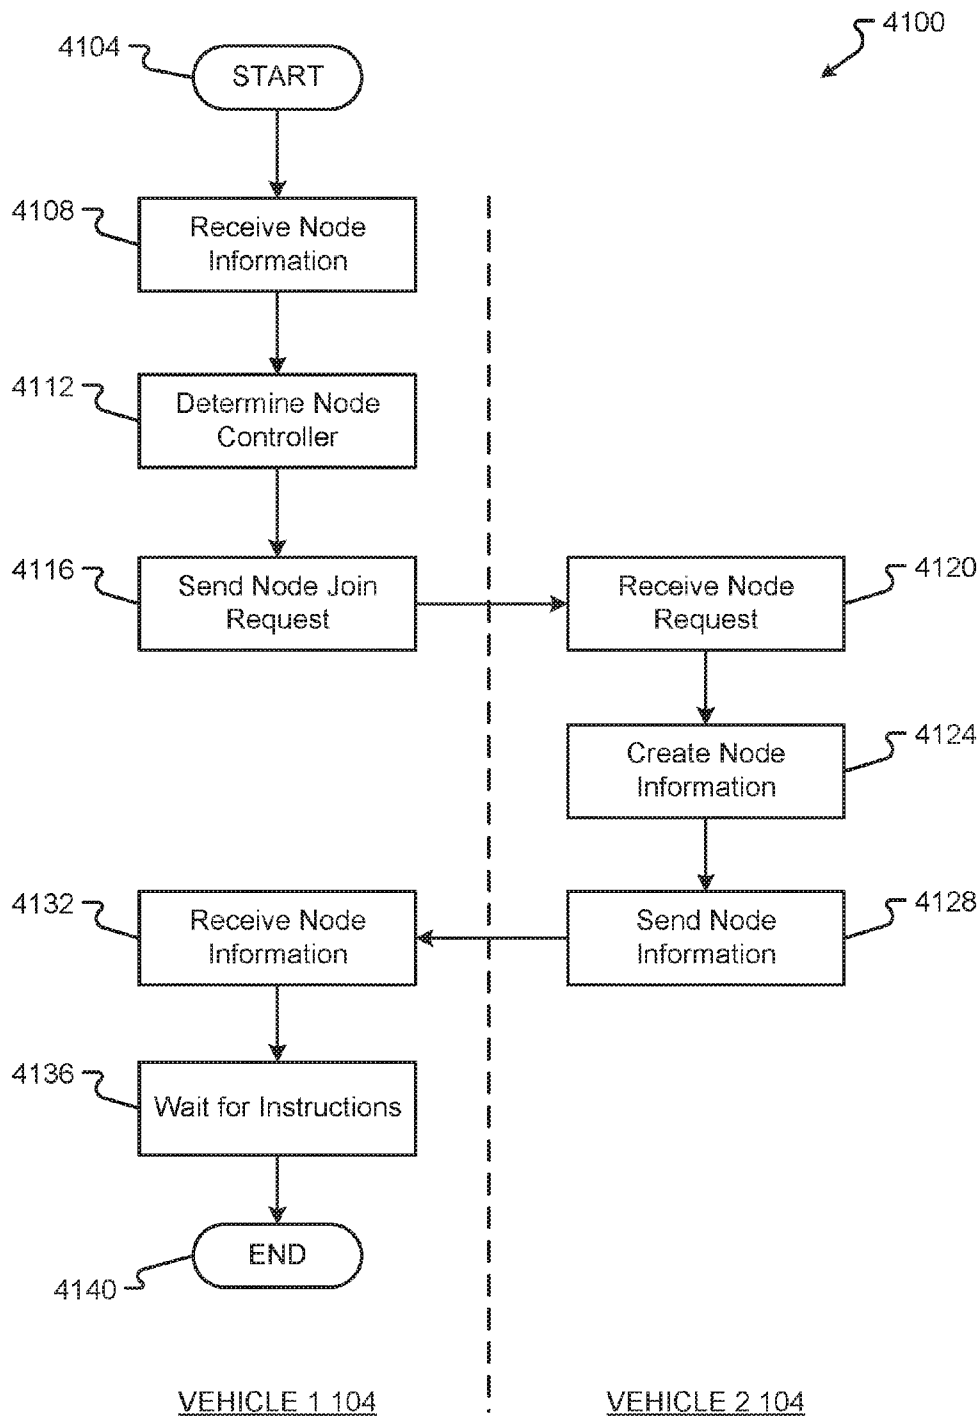 4100
4104
START
4108
Receive Node
Information
4112
Determine Node
Controller
4116
Send Node Join
Request
4120
Receive Node
Request
4124
Create Node
Information
4128
Send Node
Information
4132
Receive Node
Information
4136
Wait for Instructions
END
4140
VEHICLE 1 104
VEHICLE 2 104